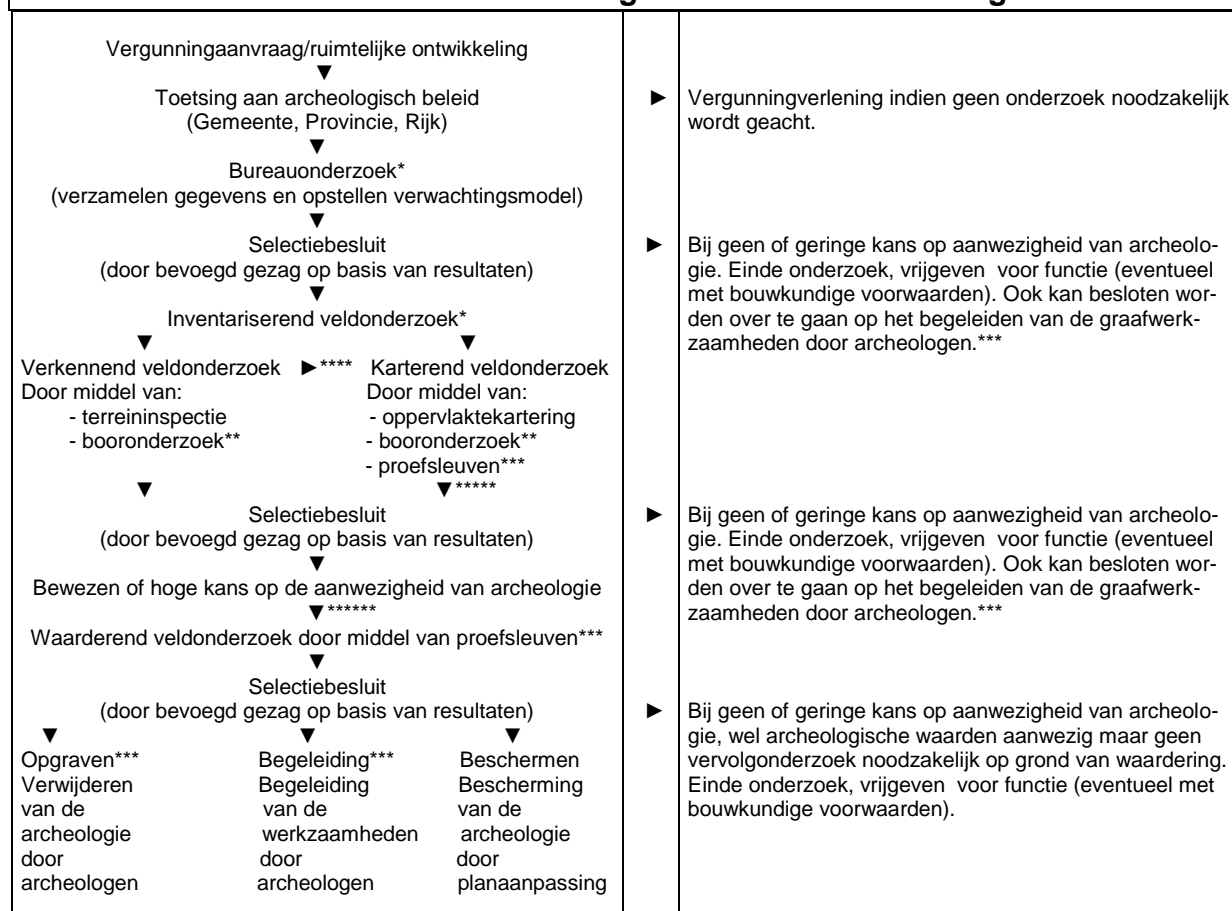 Vergunningaanvraag/ruimtelijke ontwikkeling
▼
Toetsing aan archeologisch beleid
(Gemeente, Provincie, Rijk)
► Vergunningverlening indien geen onderzoek noodzakelijk
wordt geacht.
▼
Bureauonderzoek*
(verzamelen gegevens en opstellen verwachtingsmodel)
▼
Selectiebesluit
(door bevoegd gezag op basis van resultaten)
► Bij geen of geringe kans op aanwezigheid van archeolo-
gie. Einde onderzoek, vrijgeven voor functie (eventueel
met bouwkundige voorwaarden). Ook kan besloten wor-
den over te gaan op het begeleiden van de graafwerk-
zaamheden door archeologen.***
▼
Inventariserend veldonderzoek*
▼ ▼
Verkennend veldonderzoek ►**** Karterend veldonderzoek
Door middel van: Door middel van:
- terreininspectie - oppervlaktekartering
- booronderzoek** - booronderzoek**
- proefsleuven***
▼ ▼*****
Selectiebesluit
(door bevoegd gezag op basis van resultaten)
► Bij geen of geringe kans op aanwezigheid van archeolo-
gie. Einde onderzoek, vrijgeven voor functie (eventueel
met bouwkundige voorwaarden). Ook kan besloten wor-
den over te gaan op het begeleiden van de graafwerk-
zaamheden door archeologen.***
▼
Bewezen of hoge kans op de aanwezigheid van archeologie
▼******
Waarderend veldonderzoek door middel van proefsleuven***
▼
Selectiebesluit
(door bevoegd gezag op basis van resultaten)
► Bij geen of geringe kans op aanwezigheid van archeolo-
gie, wel archeologische waarden aanwezig maar geen
vervolgonderzoek noodzakelijk op grond van waardering.
Einde onderzoek, vrijgeven voor functie (eventueel met
bouwkundige voorwaarden).
▼ ▼ ▼
Opgraven*** Begeleiding*** Beschermen
Verwijderen Begeleiding Bescherming
van de van de van de
archeologie werkzaamheden archeologie
door door door
archeologen archeologen planaanpassing